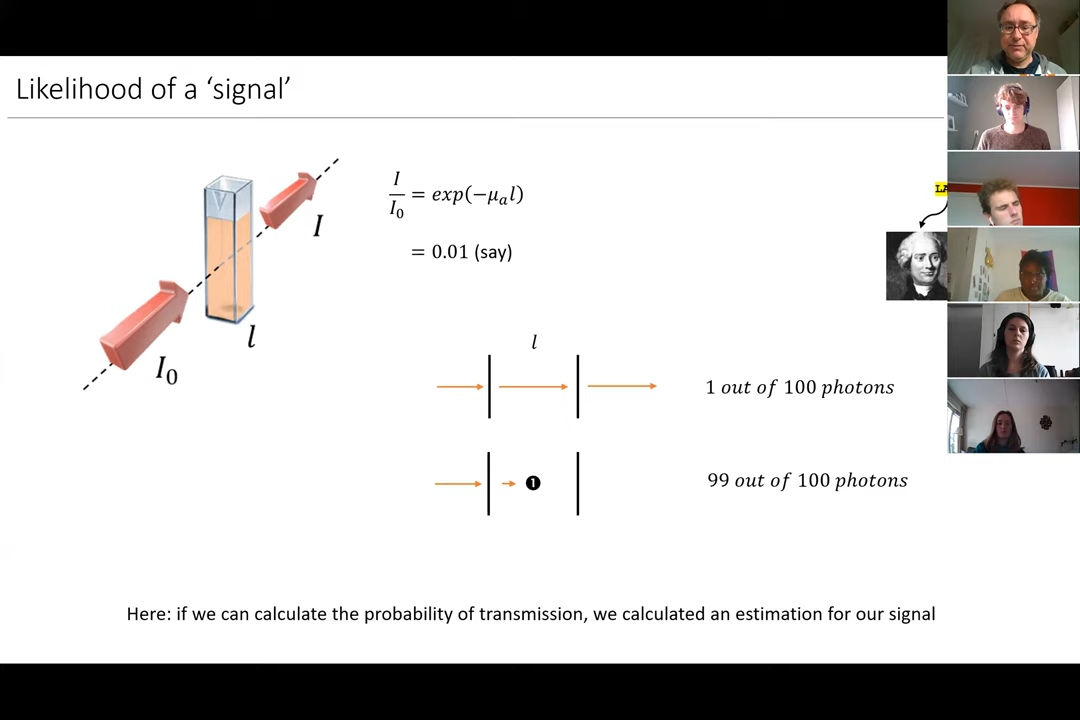 Likelihood of a ‘signal’
I/I₀ = exp(−μₐl)
= 0.01 (say)
I
l
I₀
l
1 out of 100 photons
❶
99 out of 100 photons
Here: if we can calculate the probability of transmission, we calculated an estimation for our signal